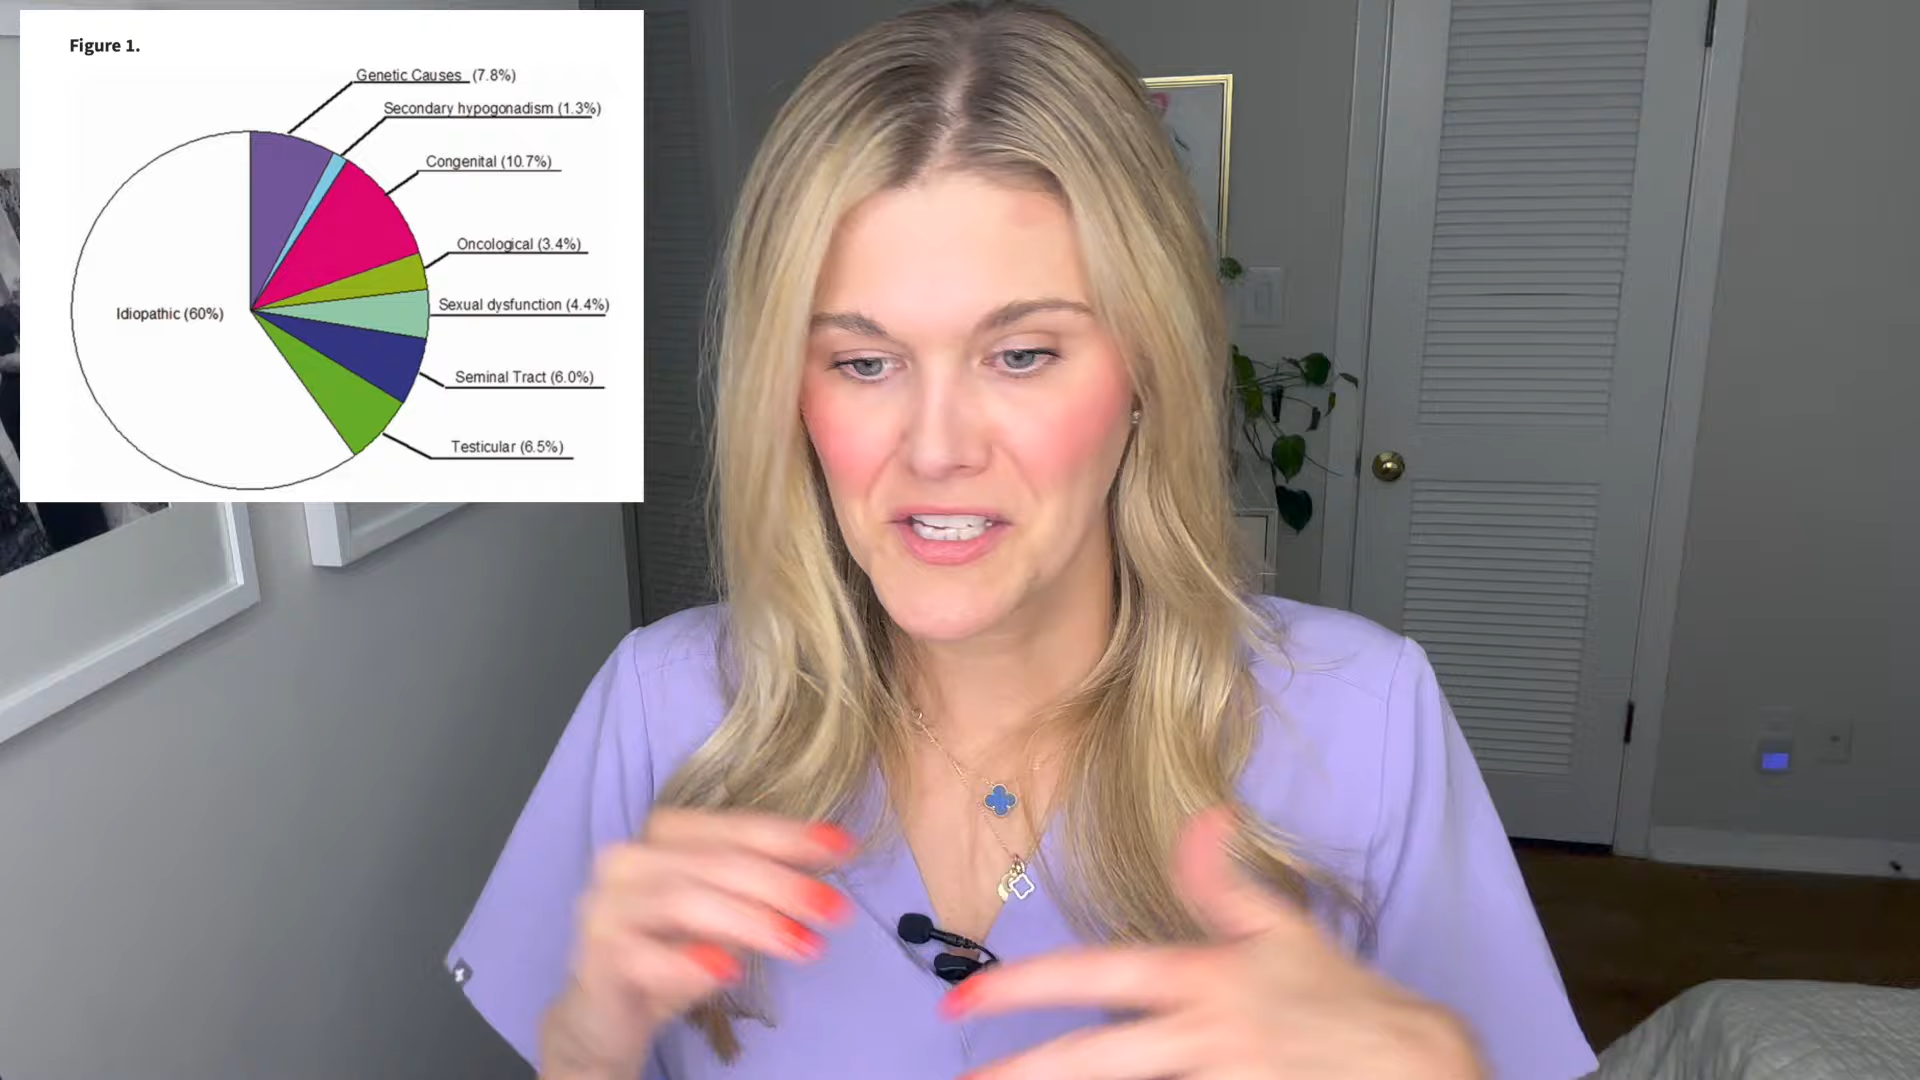 Figure 1.
Genetic Causes (7.8%)
Secondary hypogonadism (1.3%)
Congenital (10.7%)
Oncological (3.4%)
Sexual dysfunction (4.4%)
Idiopathic (60%)
Seminal Tract (6.0%)
Testicular (6.5%)